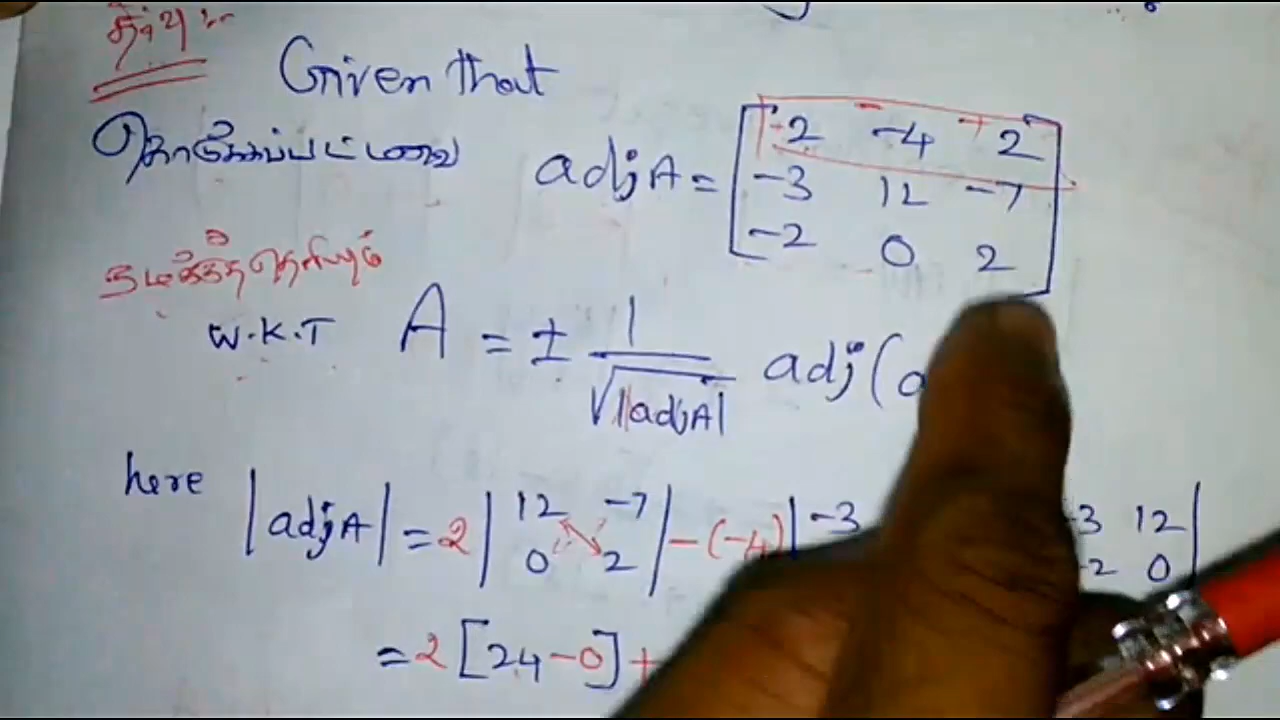 தீர்வு:-
Given that
கொடுக்கப்பட்டவை
adjA = [ 2 -4 2
-3 12 -7
-2 0 2 ]
நமக்கு தெரியும்
W.K.T A = ± 1/√|adjA| adj(a
here |adjA| = 2 |12 -7| - (-4) |-3 3 12|
0 2 2 0|
= 2 [24 - 0] +